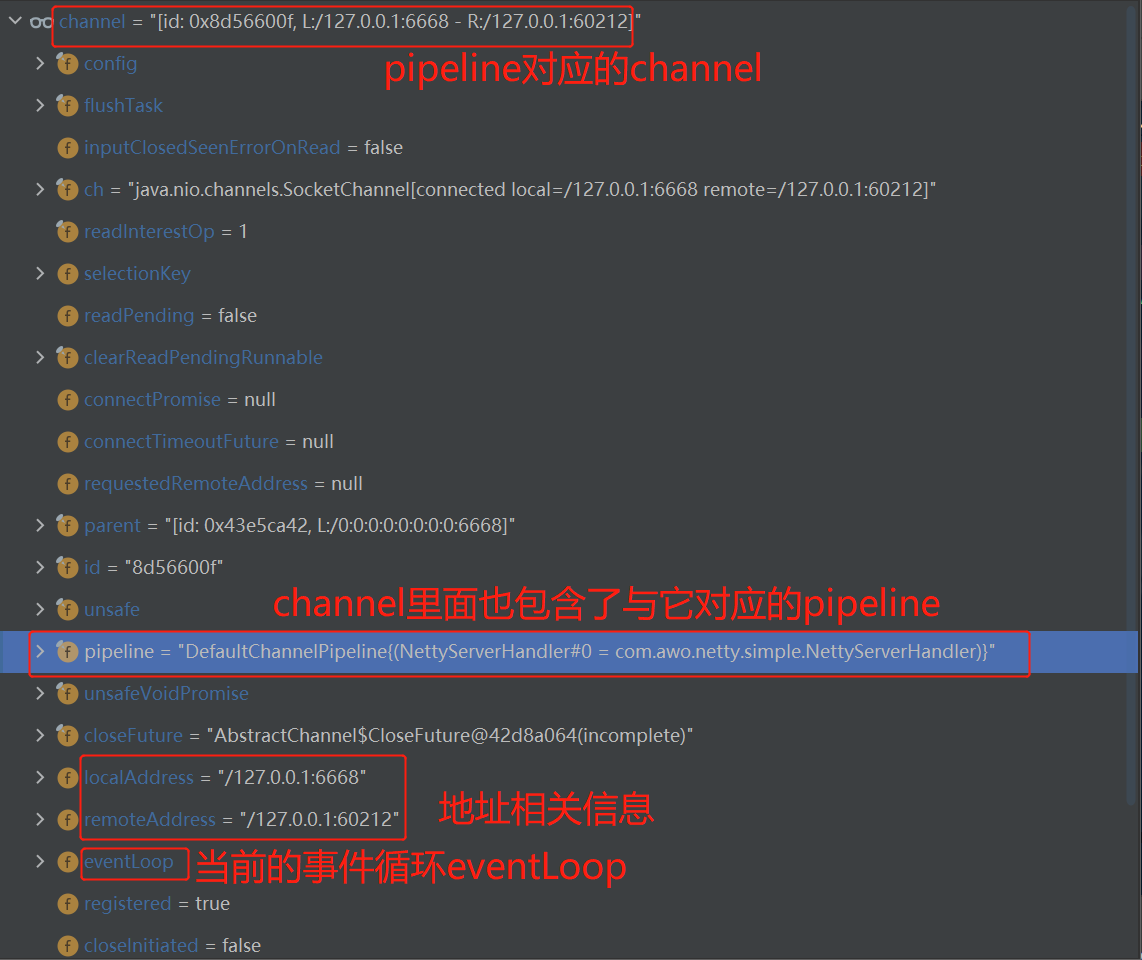 channel = "[id: 0x8d56600f, L:/127.0.0.1:6668 - R:/127.0.0.1:60212]"
config
pipeline对应的channel
flushTask
inputClosedSeenErrorOnRead = false
ch = "java.nio.channels.SocketChannel[connected local=/127.0.0.1:6668 remote=/127.0.0.1:60212]"
readInterestOp = 1
selectionKey
readPending = false
clearReadPendingRunnable
connectPromise = null
connectTimeoutFuture = null
requestedRemoteAddress = null
parent = "[id: 0x43e5ca42, L:/0:0:0:0:0:0:0:0:6668]"
id = "8d56600f"
channel里面也包含了与它对应的pipeline
unsafe
pipeline = "DefaultChannelPipeline{(NettyServerHandler#0 = com.awo.netty.simple.NettyServerHandler)}"
unsafeVoidPromise
closeFuture = "AbstractChannel$CloseFuture@42d8a064(incomplete)"
localAddress = "/127.0.0.1:6668"
地址相关信息
remoteAddress = "/127.0.0.1:60212"
eventLoop 当前的事件循环eventLoop
registered = true
closeInitiated = false